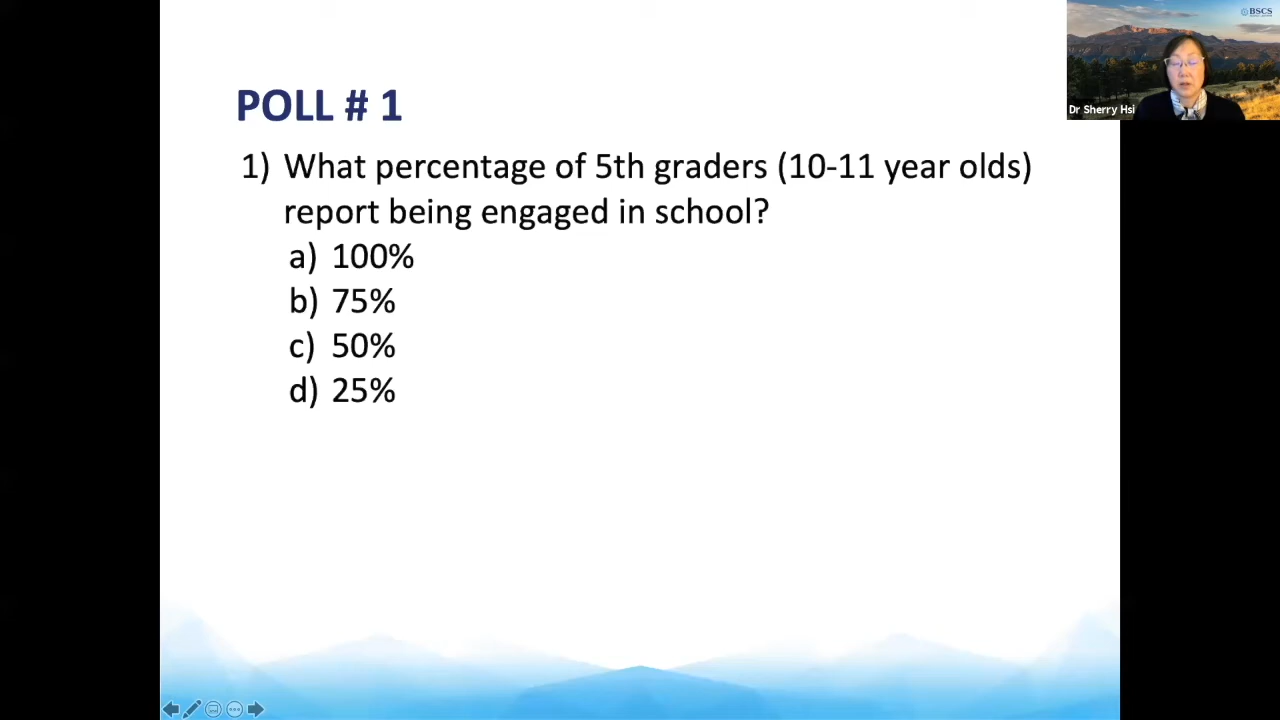 POLL # 1
1) What percentage of 5th graders (10-11 year olds)
report being engaged in school?
a) 100%
b) 75%
c) 50%
d) 25%
BSCS
Dr Sherry Hsi